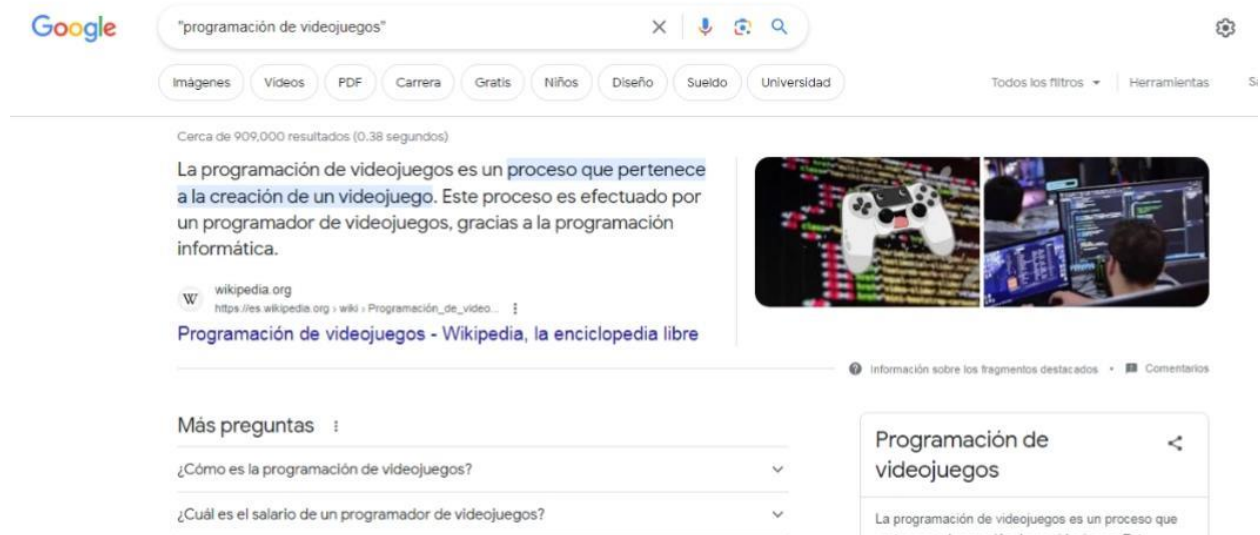 Google
"programación de videojuegos"
Imágenes
Videos
PDF
Carrera
Gratis
Niños
Diseño
Sueldo
Universidad
Todos los filtros
Herramientas
Cerca de 909,000 resultados (0.38 segundos)
La programación de videojuegos es un proceso que pertenece
a la creación de un videojuego. Este proceso es efectuado por
un programador de videojuegos, gracias a la programación
informática.
W
wikipedia.org
https://es.wikipedia.org › wiki › Programación_de_video...
Programación de videojuegos - Wikipedia, la enciclopedia libre
Información sobre los fragmentos destacados • Comentarios
Más preguntas
¿Cómo es la programación de videojuegos?
¿Cuál es el salario de un programador de videojuegos?
Programación de
videojuegos
La programación de videojuegos es un proceso que